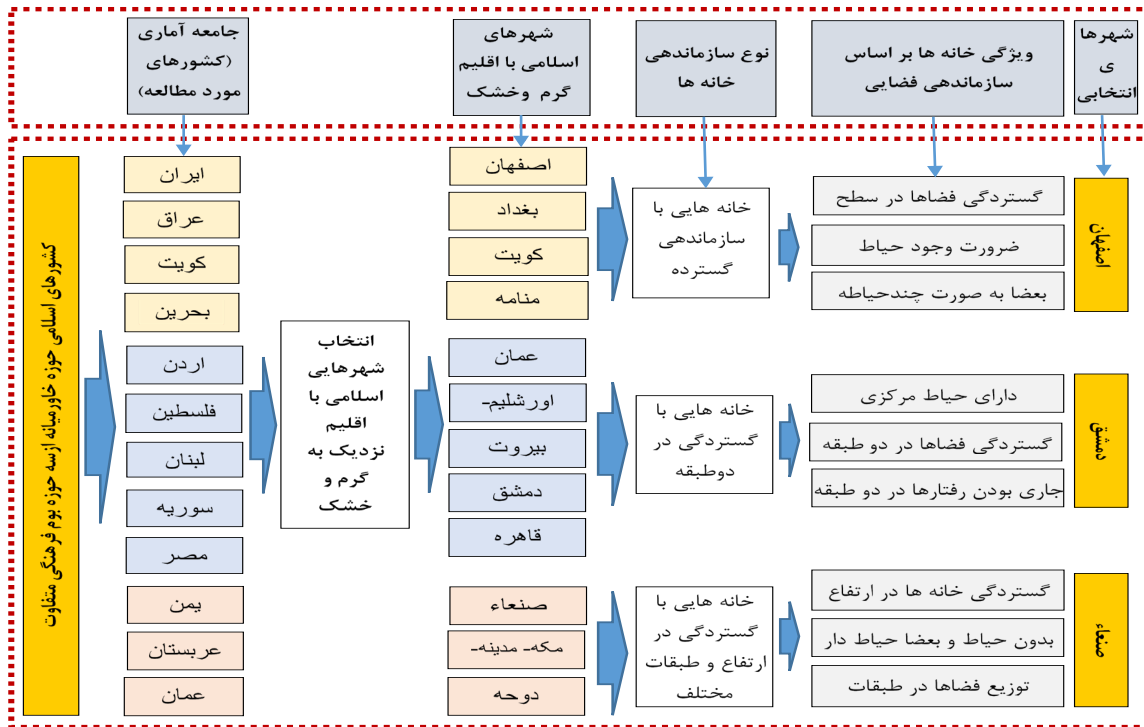 جامعه آماری
(کشورهای
مورد مطالعه)
شهرهای
اسلامی با اقلیم
گرم وخشک
نوع سازماندهی
خانه ها
ویژگی خانه ها بر اساس
سازماندهی فضایی
شهرها
ی
انتخابی
کشورهای اسلامی حوزه خاورمیانه ازسه حوزه بوم فرهنگی متفاوت
ایران
عراق
کویت
بحرین
اردن
فلسطین
لبنان
سوریه
مصر
یمن
عربستان
عمان
انتخاب
شهرهایی
اسلامی با
اقلیم
نزدیک به
گرم و
خشک
اصفهان
بغداد
کویت
منامه
عمان
اورشلیم-
بیروت
دمشق
قاهره
صنعاء
مکه- مدینه-
دوحه
خانه هایی با
سازماندهی
گسترده
خانه هایی با
گستردگی در
دوطبقه
خانه هایی با
گستردگی در
ارتفاع و طبقات
مختلف
گستردگی فضاها در سطح
ضرورت وجود حیاط
بعضا به صورت چندحیاطه
دارای حیاط مرکزی
گستردگی فضاها در دو طبقه
جاری بودن رفتارها در دو طبقه
گستردگی خانه ها در ارتفاع
بدون حیاط و بعضا حیاط دار
توزیع فضاها در طبقات
اصفهان
دمشق
صنعاء